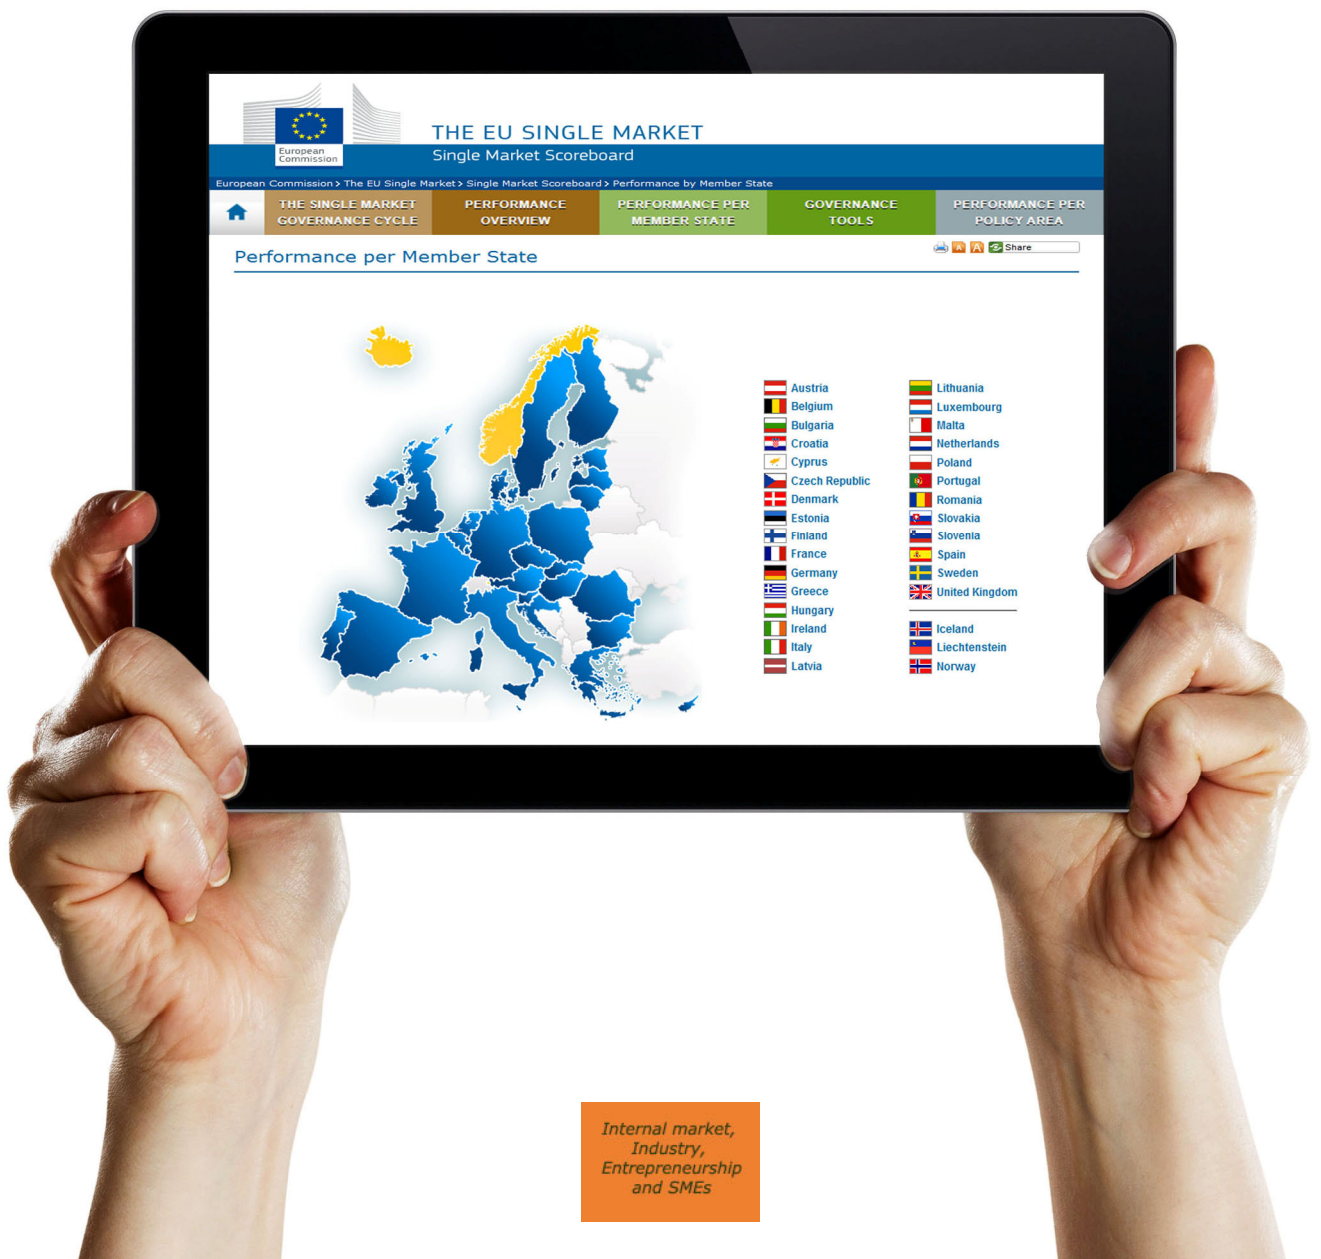 European
Commission
THE EU SINGLE MARKET
Single Market Scoreboard
European Commission > The EU Single Market > Single Market Scoreboard > Performance by Member State
THE SINGLE MARKET
GOVERNANCE CYCLE
PERFORMANCE
OVERVIEW
PERFORMANCE PER
MEMBER STATE
GOVERNANCE
TOOLS
PERFORMANCE PER
POLICY AREA
A
A
Share
Performance per Member State
Austria
Belgium
Bulgaria
Croatia
Cyprus
Czech Republic
Denmark
Estonia
Finland
France
Germany
Greece
Hungary
Ireland
Italy
Latvia
Lithuania
Luxembourg
Malta
Netherlands
Poland
Portugal
Romania
Slovakia
Slovenia
Spain
Sweden
United Kingdom
Iceland
Liechtenstein
Norway
Internal market,
Industry,
Entrepreneurship
and SMEs